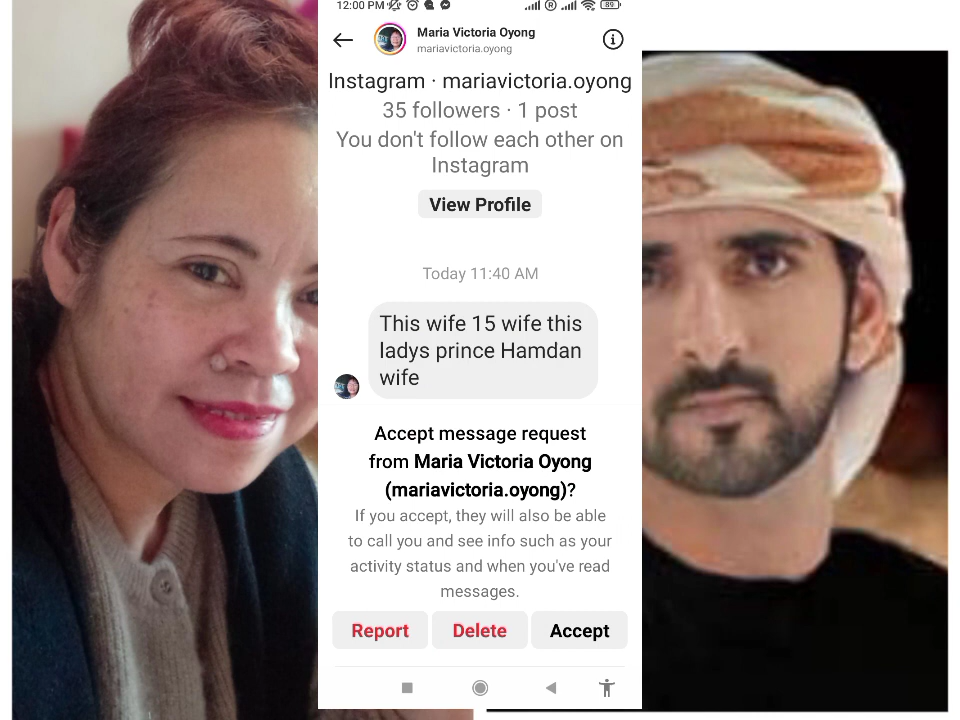 12:00 PM
89
Maria Victoria Oyong
mariavictoria.oyong
Instagram · mariavictoria.oyong
35 followers · 1 post
You don't follow each other on
Instagram
View Profile
Today 11:40 AM
This wife 15 wife this
ladys prince Hamdan
wife
Accept message request
from Maria Victoria Oyong
(mariavictoria.oyong)?
If you accept, they will also be able
to call you and see info such as your
activity status and when you've read
messages.
Report Delete Accept